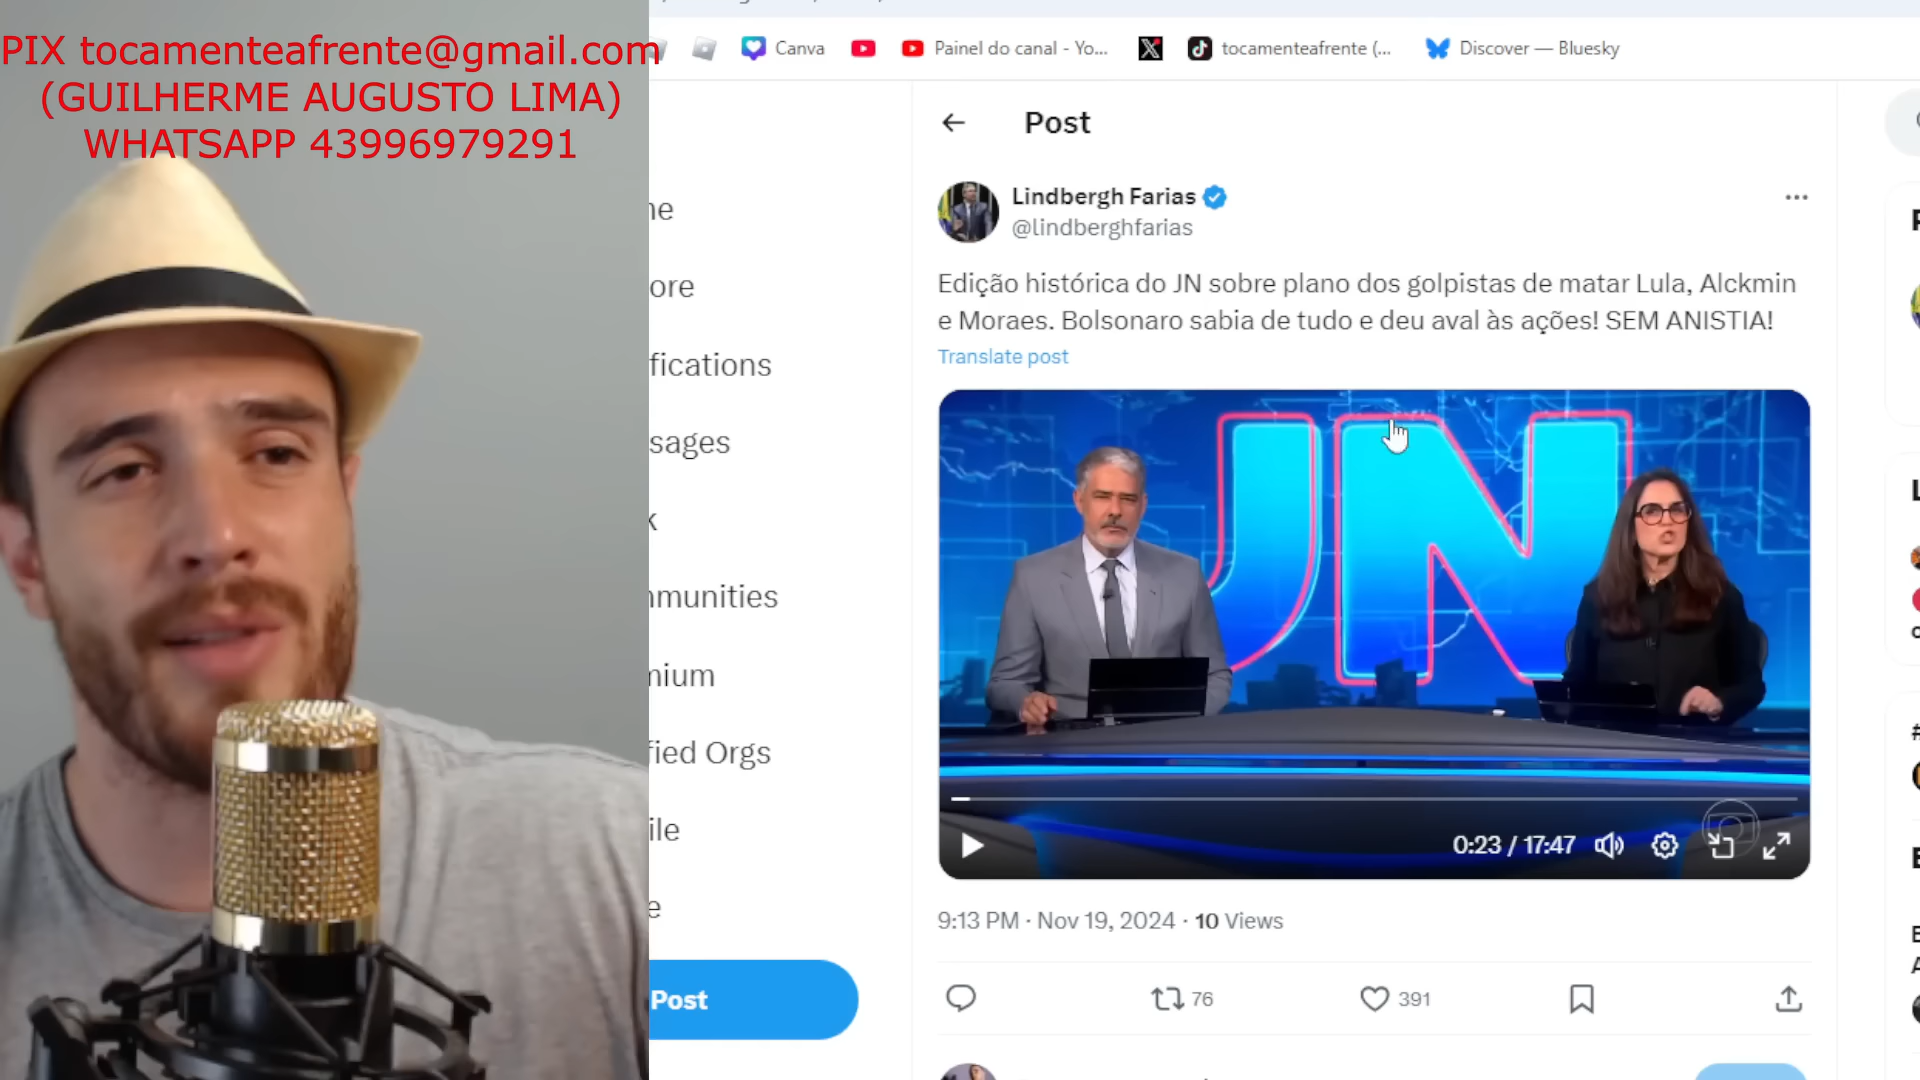 PIX tocamenteafrente@gmail.com
(GUILHERME AUGUSTO LIMA)
WHATSAPP 43996979291
Canva
Painel do canal - Yo...
tocamenteafrente (...
Discover — Bluesky
Post
Lindbergh Farias
@lindberghfarias
Edição histórica do JN sobre plano dos golpistas de matar Lula, Alckmin
e Moraes. Bolsonaro sabia de tudo e deu aval às ações! SEM ANISTIA!
Translate post
JN
0:23 / 17:47
9:13 PM · Nov 19, 2024 · 10 Views
76
391
ore
fications
sages
munities
mium
fied Orgs
ile
e
Post